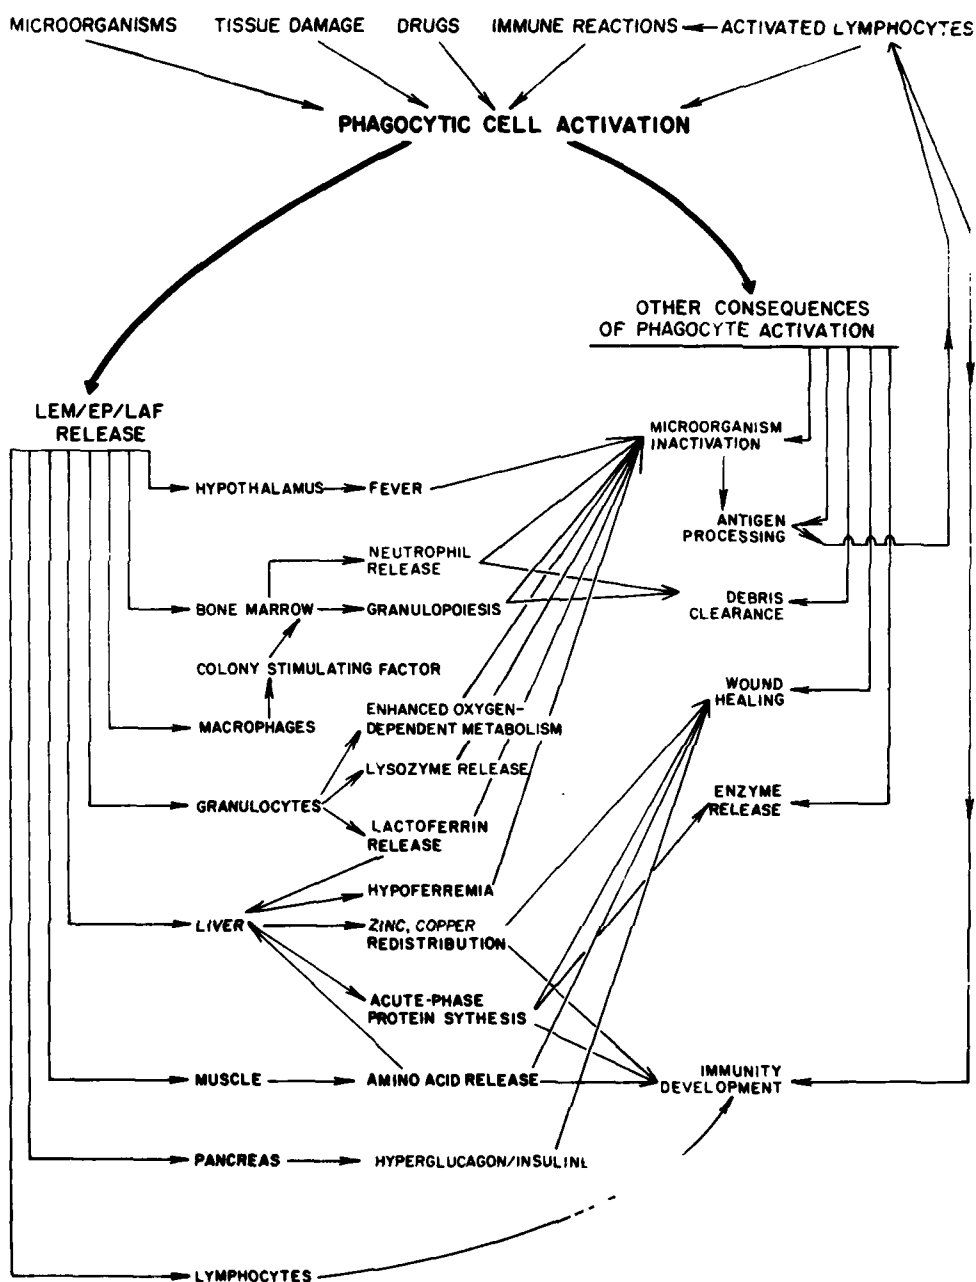 MICROORGANISMS TISSUE DAMAGE DRUGS IMMUNE REACTIONS ACTIVATED LYMPHOCYTES
PHAGOCYTIC CELL ACTIVATION
OTHER CONSEQUENCES
OF PHAGOCYTE ACTIVATION
LEM/EP/LAF
RELEASE
MICROORGANISM
INACTIVATION
HYPOTHALAMUS FEVER
ANTIGEN
PROCESSING
NEUTROPHIL
RELEASE
BONE MARROW GRANULOPOIESIS
DEBRIS
CLEARANCE
COLONY STIMULATING FACTOR
WOUND
HEALING
MACROPHAGES
ENHANCED OXYGEN-
DEPENDENT METABOLISM
LYSOZYME RELEASE
GRANULOCYTES
ENZYME
RELEASE
LACTOFERRIN
RELEASE
HYPOFERREMIA
LIVER
ZINC, COPPER
REDISTRIBUTION
ACUTE-PHASE
PROTEIN SYTHESIS
MUSCLE AMINO ACID RELEASE
IMMUNITY
DEVELOPMENT
PANCREAS HYPERGLUCAGON/INSULINE
LYMPHOCYTES